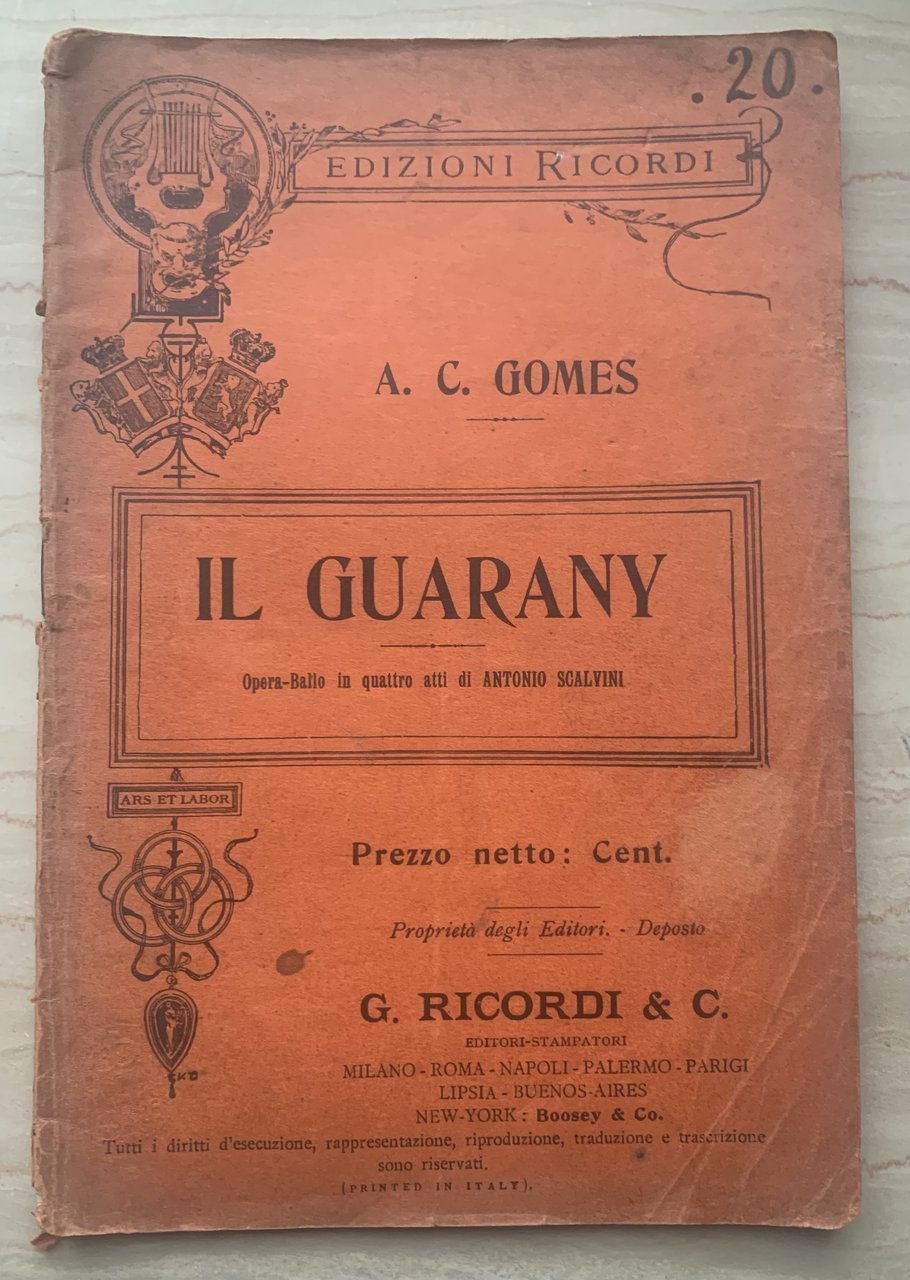 . 20 .
EDIZIONI RICORDI
A. C. GOMES
IL GUARANY
Opera-Ballo in quattro atti di ANTONIO SCALVINI
ARS ET LABOR
Prezzo netto: Cent.
Proprietà degli Editori. - Deposto
G. RICORDI & C.
EDITORI-STAMPATORI
MILANO - ROMA - NAPOLI - PALERMO - PARIGI
LIPSIA - BUENOS-AIRES
NEW-YORK : Boosey & Co.
Tutti i diritti d'esecuzione, rappresentazione, riproduzione, traduzione e trascrizione
sono riservati.
(PRINTED IN ITALY).